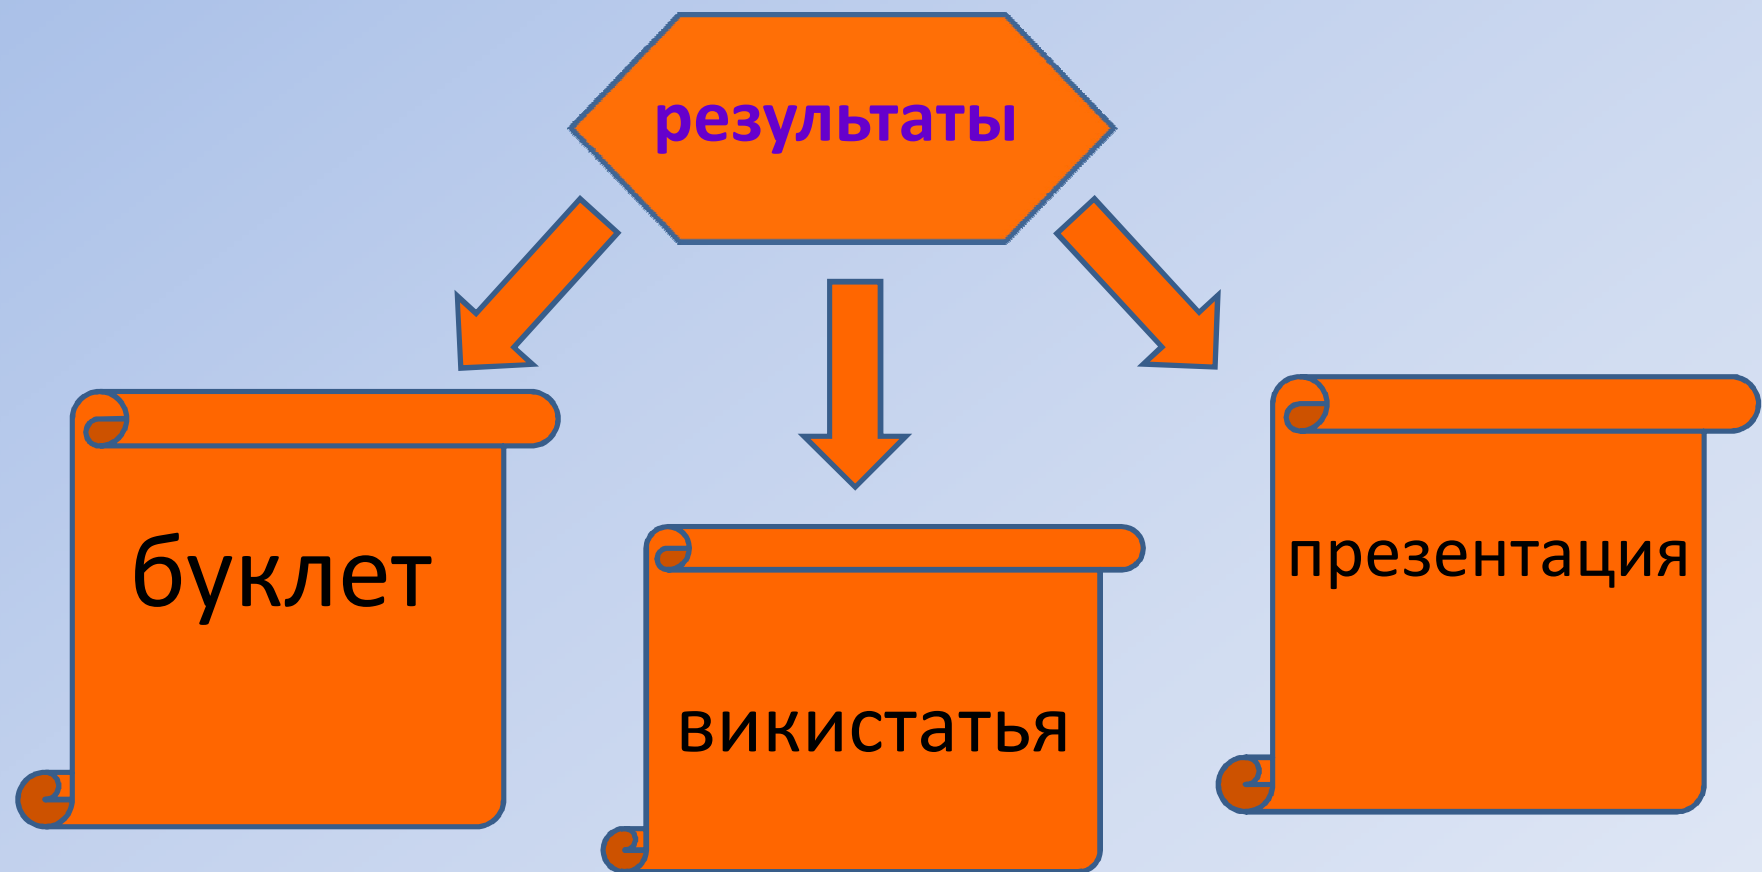 результаты
буклет
викистатья
презентация